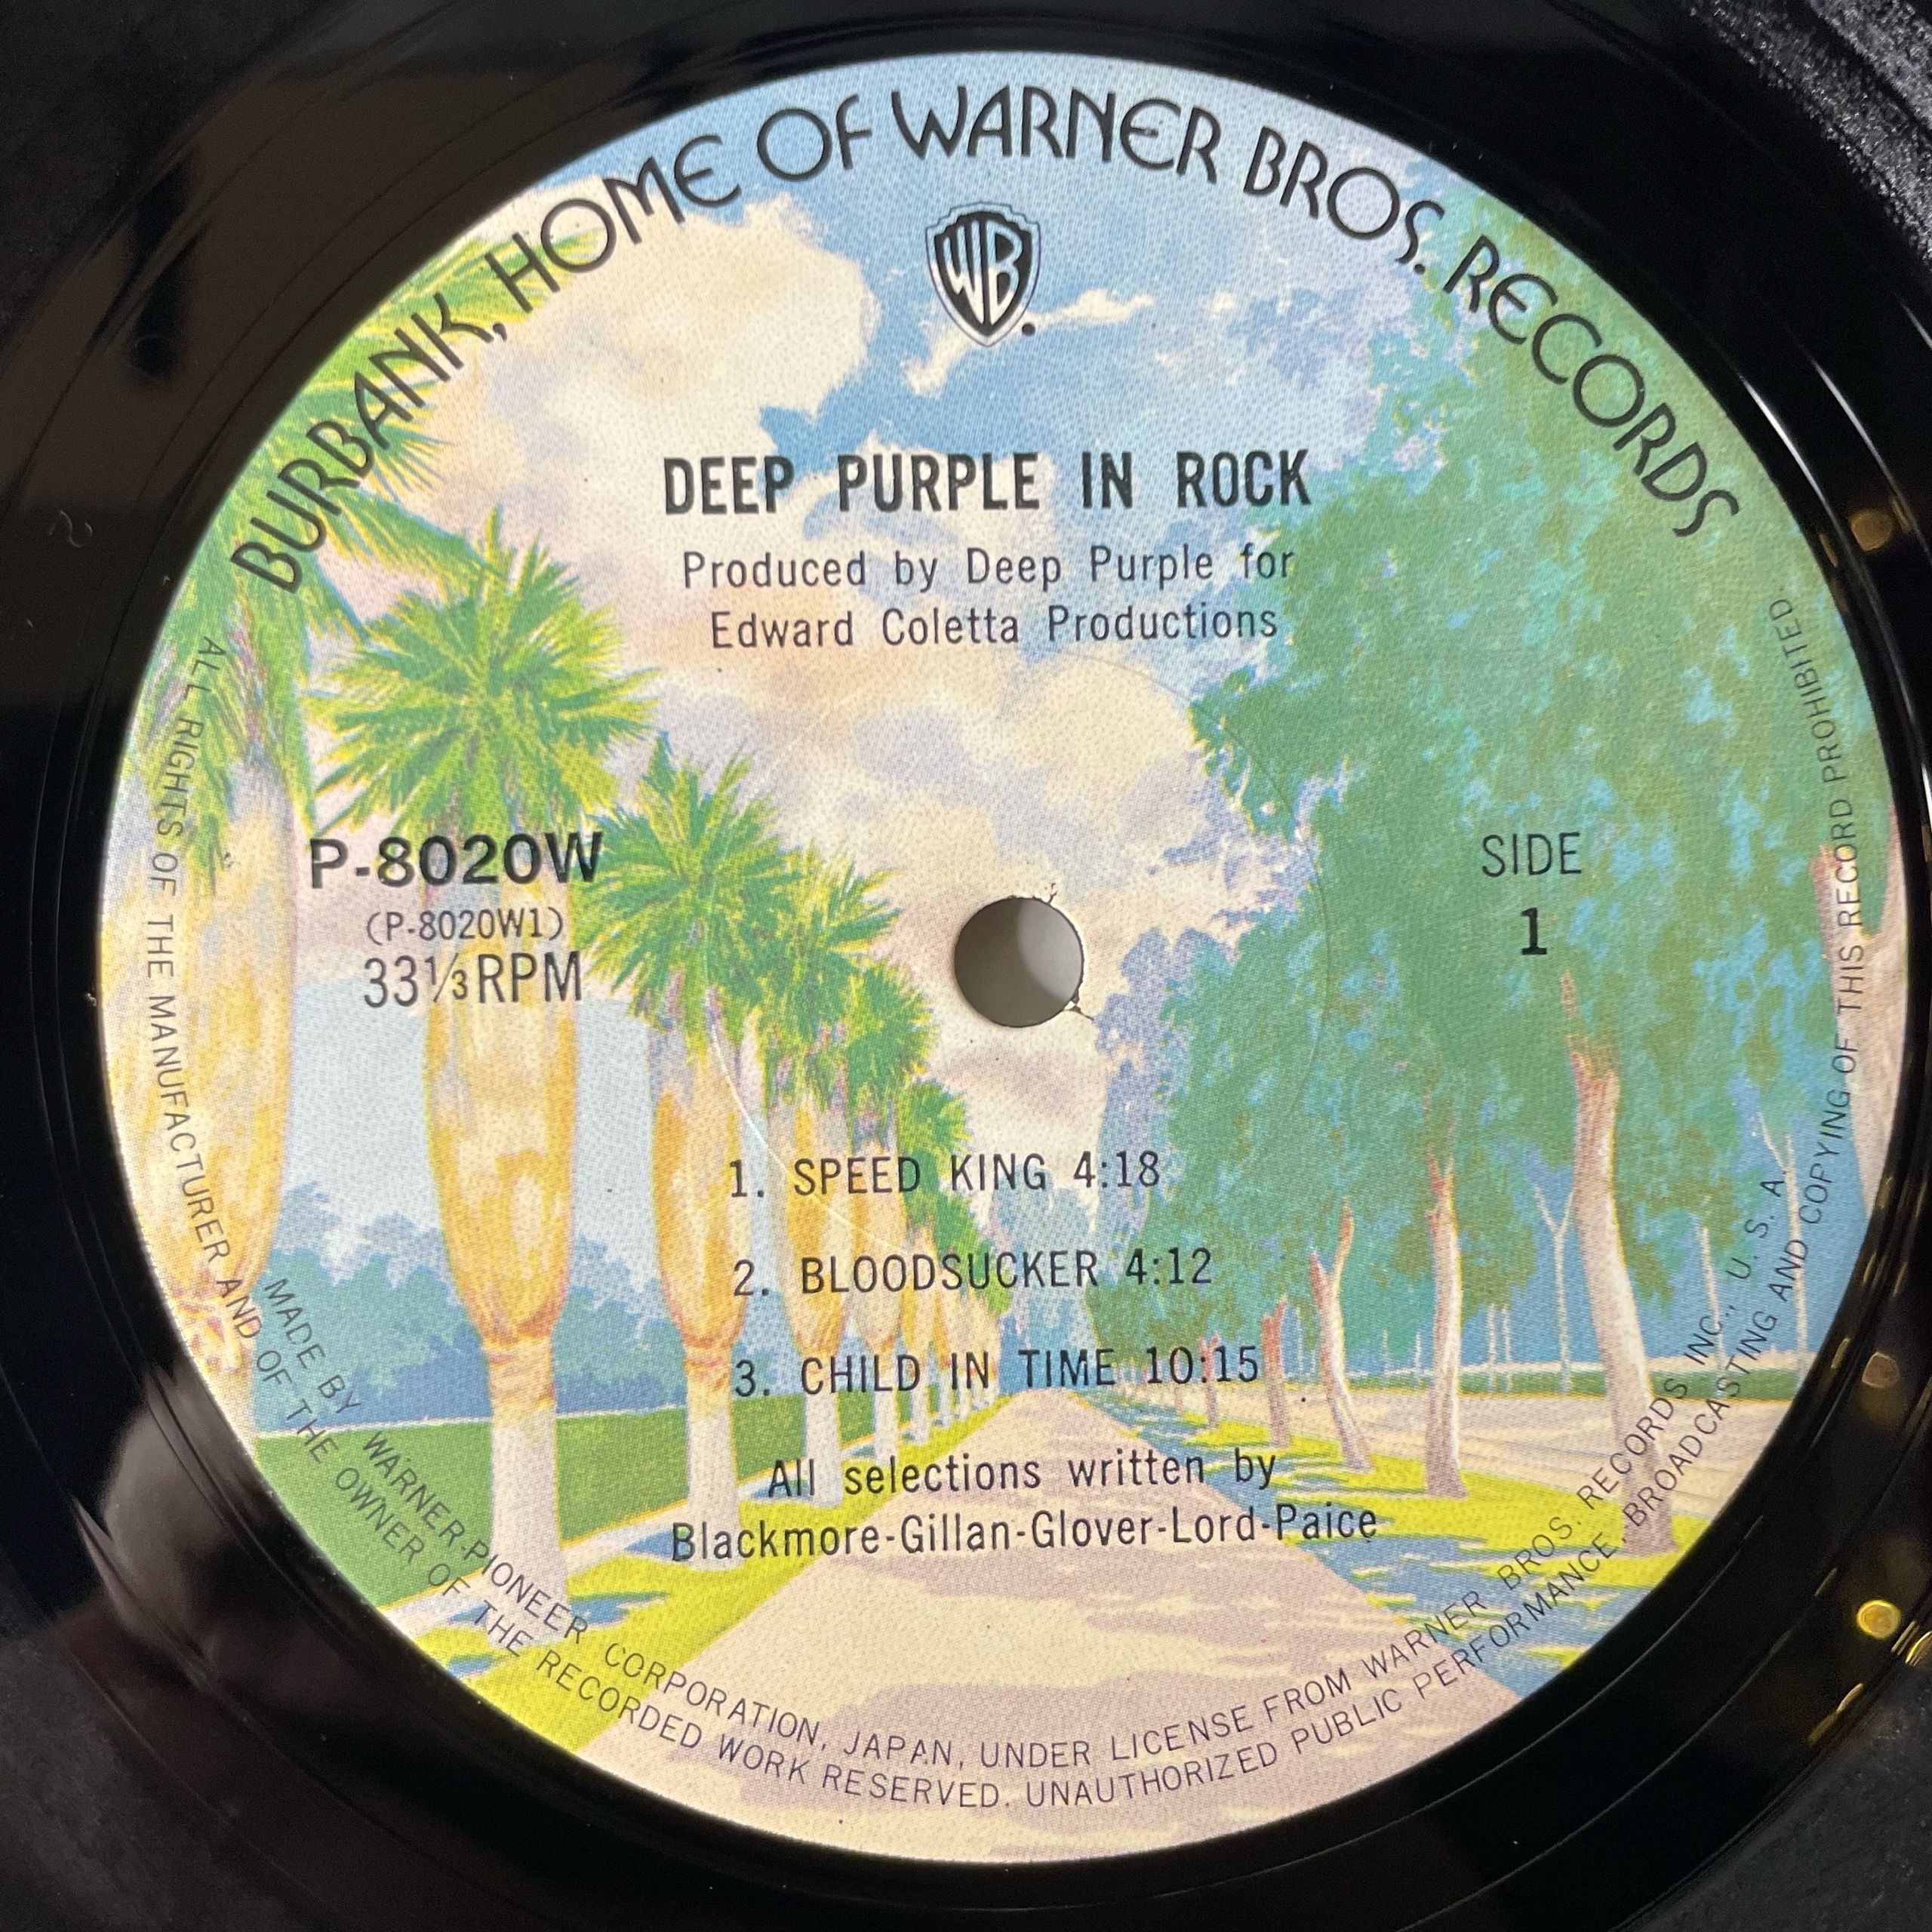 BURBANK, HOME OF WARNER BROS. RECORDS
WB
DEEP PURPLE IN ROCK
Produced by Deep Purple for
Edward Coletta Productions
P-8020W
(P-8020W1)
33⅓RPM
SIDE
1
1. SPEED KING 4:18
2. BLOODSUCKER 4:12
3. CHILD IN TIME 10:15
All selections written by
Blackmore-Gillan-Glover-Lord-Paice
MADE BY WARNER-PIONEER CORPORATION, JAPAN, UNDER LICENSE FROM WARNER BROS. RECORDS INC., U. S. A.
ALL RIGHTS OF THE MANUFACTURER AND OF THE OWNER OF THE RECORDED WORK RESERVED. UNAUTHORIZED PUBLIC PERFORMANCE, BROADCASTING AND COPYING OF THIS RECORD PROHIBITED